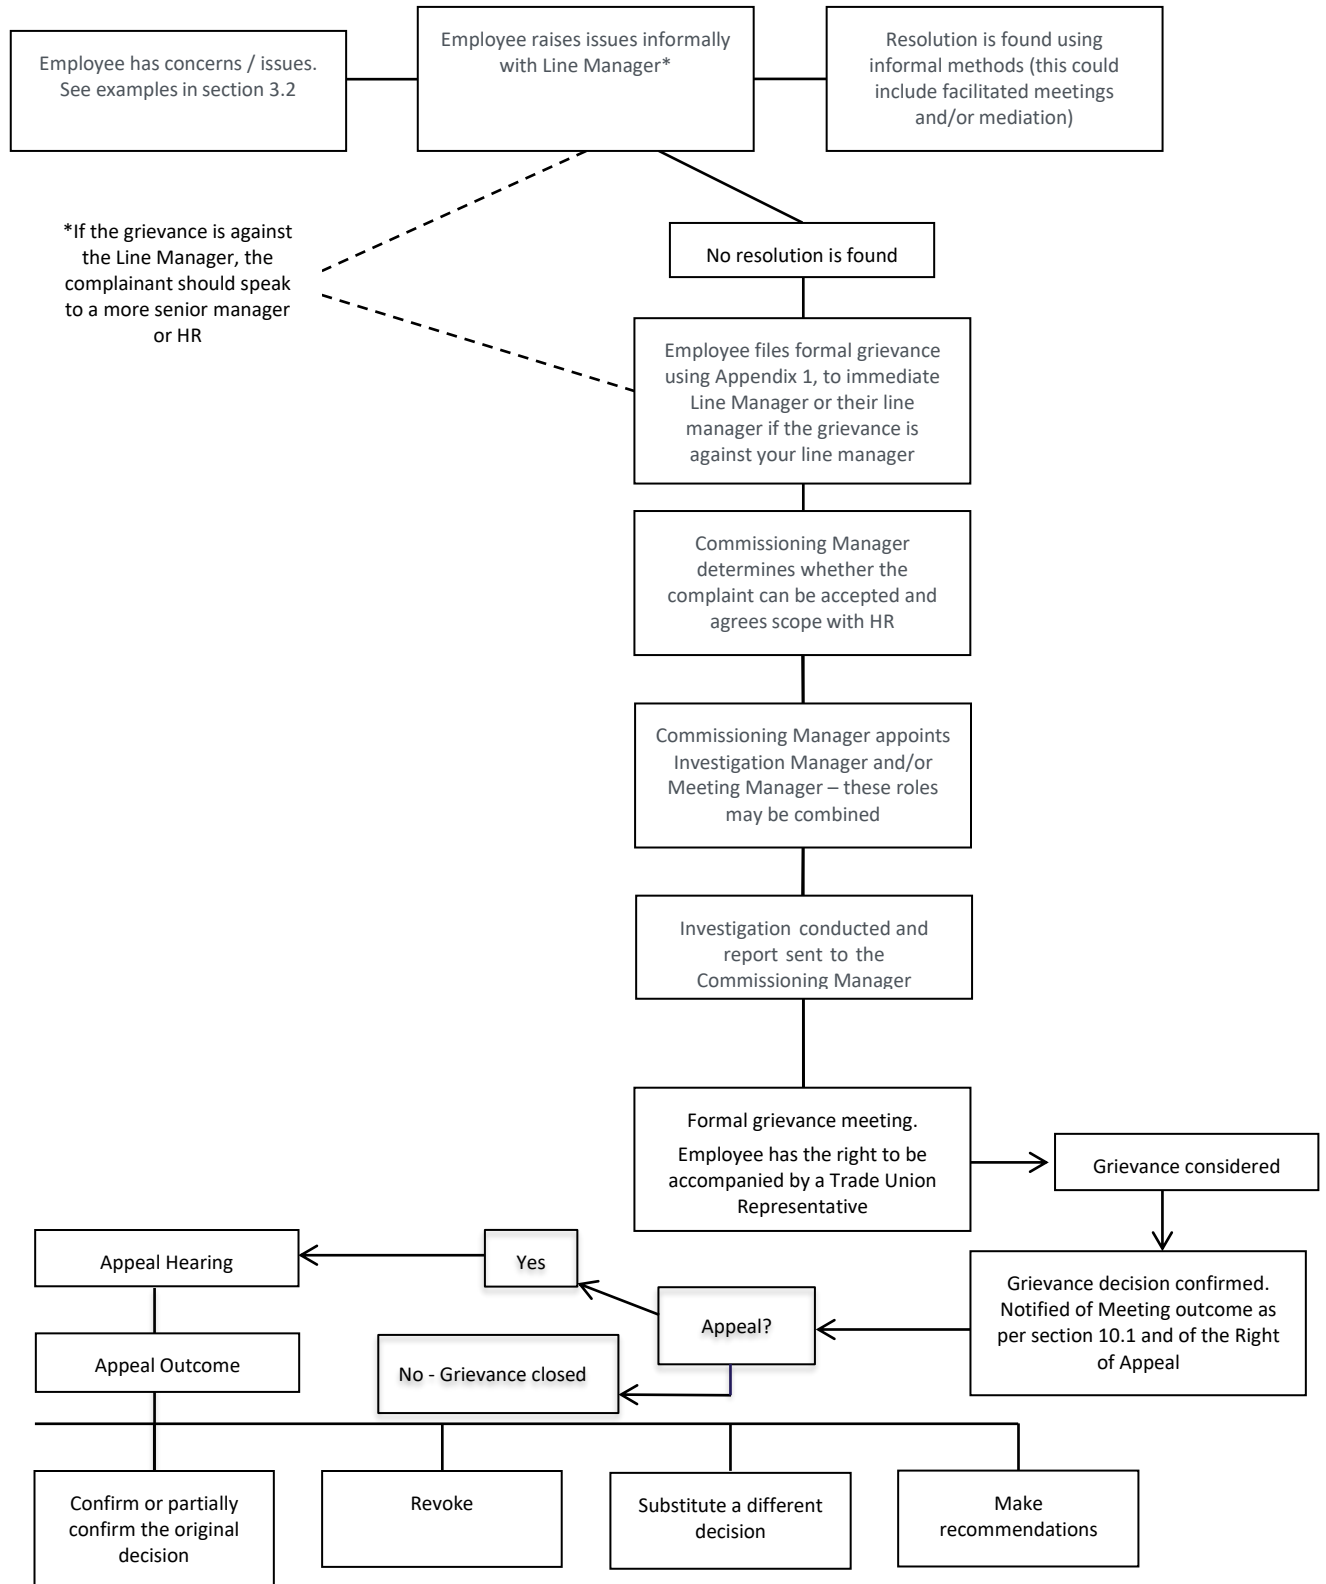 Employee has concerns / issues.
See examples in section 3.2
Employee raises issues informally
with Line Manager*
Resolution is found using
informal methods (this could
include facilitated meetings
and/or mediation)
*If the grievance is against
the Line Manager, the
complainant should speak
to a more senior manager
or HR
No resolution is found
Employee files formal grievance
using Appendix 1, to immediate
Line Manager or their line
manager if the grievance is
against your line manager
Commissioning Manager
determines whether the
complaint can be accepted and
agrees scope with HR
Commissioning Manager appoints
Investigation Manager and/or
Meeting Manager – these roles
may be combined
Investigation conducted and
report sent to the
Commissioning Manager
Formal grievance meeting.
Employee has the right to be
accompanied by a Trade Union
Representative
Grievance considered
Grievance decision confirmed.
Notified of Meeting outcome as
per section 10.1 and of the Right
of Appeal
Appeal?
Yes
No - Grievance closed
Appeal Hearing
Appeal Outcome
Confirm or partially
confirm the original
decision
Revoke
Substitute a different
decision
Make
recommendations